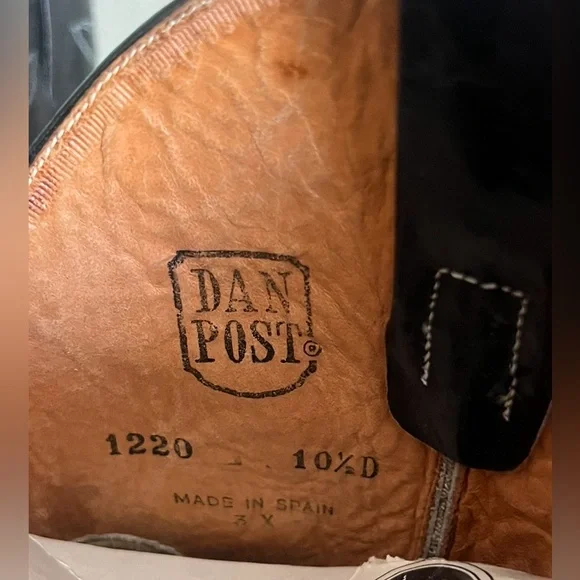 DAN
POST®
1220 10½D
MADE IN SPAIN
3 X